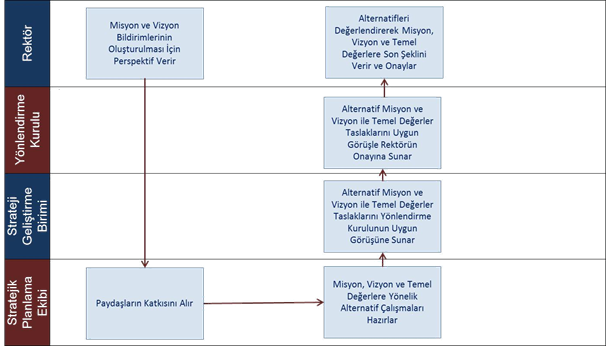 Rektör
Misyon ve Vizyon
Bildirimlerinin
Oluşturulması İçin
Perspektif Verir
Alternatifleri
Değerlendirerek Misyon,
Vizyon ve Temel
Değerlere Son Şeklini
Verir ve Onaylar
Yönlendirme
Kurulu
Alternatif Misyon ve
Vizyon ile Temel Değerler
Taslaklarını Uygun
Görüşle Rektörün
Onayına Sunar
Strateji
Geliştirme
Birimi
Alternatif Misyon ve
Vizyon ile Temel Değerler
Taslaklarını Yönlendirme
Kurulunun Uygun
Görüşüne Sunar
Stratejik
Planlama
Ekibi
Paydaşların Katkısını Alır
Misyon, Vizyon ve Temel
Değerlere Yönelik
Alternatif Çalışmaları
Hazırlar